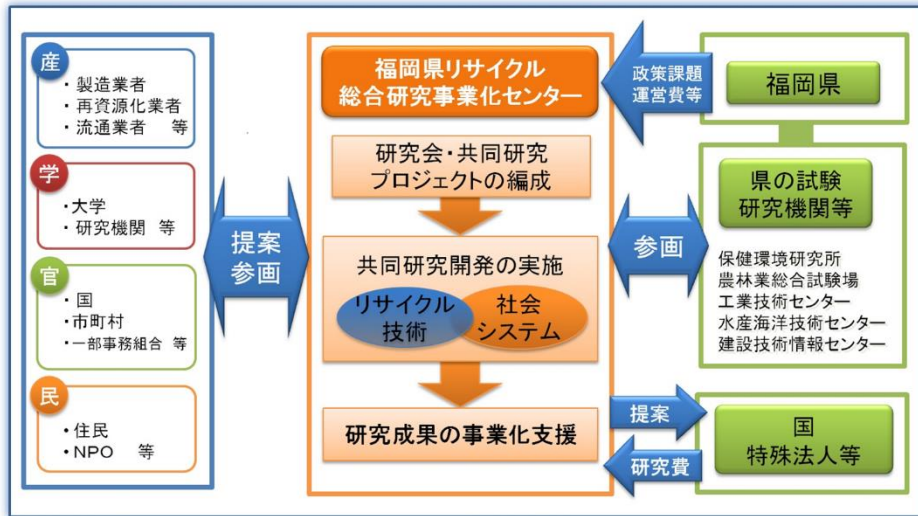 産
・製造業者
・再資源化業者
・流通業者 等
学
・大学
・研究機関 等
官
・国
・市町村
・一部事務組合 等
民
・住民
・NPO 等
提案
参画
福岡県リサイクル
総合研究事業化センター
研究会・共同研究
プロジェクトの編成
共同研究開発の実施
リサイクル
技術
社会
システム
研究成果の事業化支援
政策課題
運営費等
福岡県
参画
県の試験
研究機関等
保健環境研究所
農林業総合試験場
工業技術センター
水産海洋技術センター
建設技術情報センター
提案
研究費
国
特殊法人等